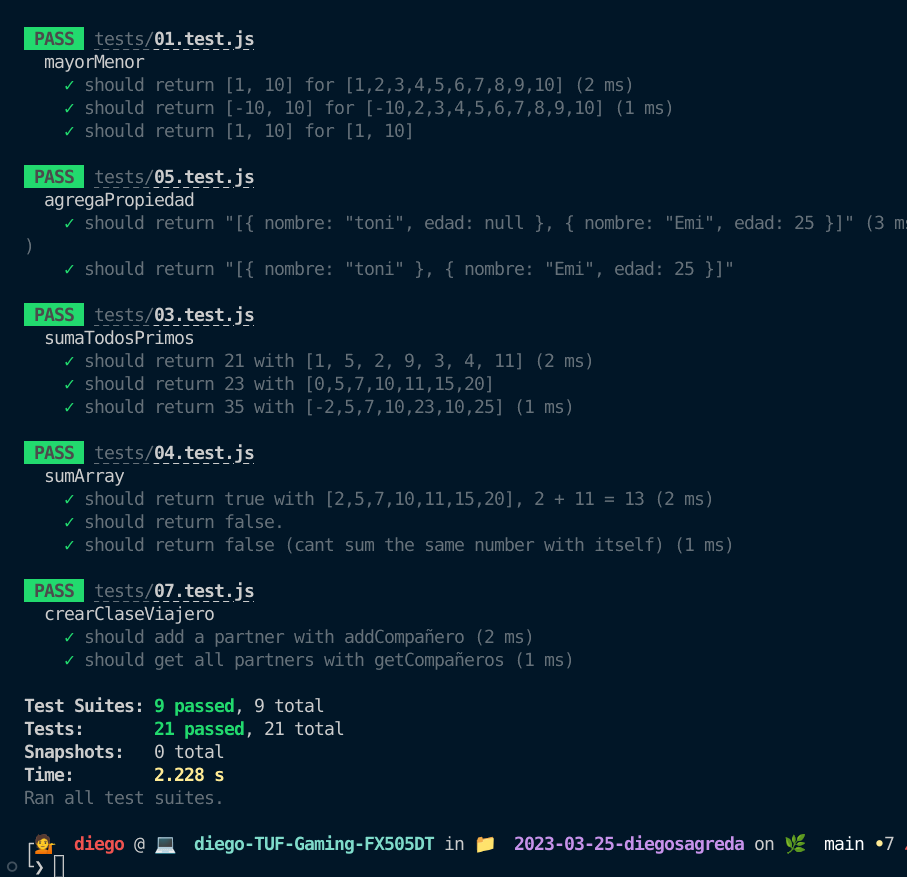 PASS tests/01.test.js
mayorMenor
✓ should return [1, 10] for [1,2,3,4,5,6,7,8,9,10] (2 ms)
✓ should return [-10, 10] for [-10,2,3,4,5,6,7,8,9,10] (1 ms)
✓ should return [1, 10] for [1, 10]
PASS tests/05.test.js
agregaPropiedad
✓ should return "[{ nombre: "toni", edad: null }, { nombre: "Emi", edad: 25 }]" (3 ms
)
✓ should return "[{ nombre: "toni" }, { nombre: "Emi", edad: 25 }]"
PASS tests/03.test.js
sumaTodosPrimos
✓ should return 21 with [1, 5, 2, 9, 3, 4, 11] (2 ms)
✓ should return 23 with [0,5,7,10,11,15,20]
✓ should return 35 with [-2,5,7,10,23,10,25] (1 ms)
PASS tests/04.test.js
sumArray
✓ should return true with [2,5,7,10,11,15,20], 2 + 11 = 13 (2 ms)
✓ should return false.
✓ should return false (cant sum the same number with itself) (1 ms)
PASS tests/07.test.js
crearClaseViajero
✓ should add a partner with addCompañero (2 ms)
✓ should get all partners with getCompañeros (1 ms)
Test Suites: 9 passed, 9 total
Tests: 21 passed, 21 total
Snapshots: 0 total
Time: 2.228 s
Ran all test suites.
diego @ 💻 diego-TUF-Gaming-FX505DT in 📁 2023-03-25-diegosagreda on 🌿 main •7
❯